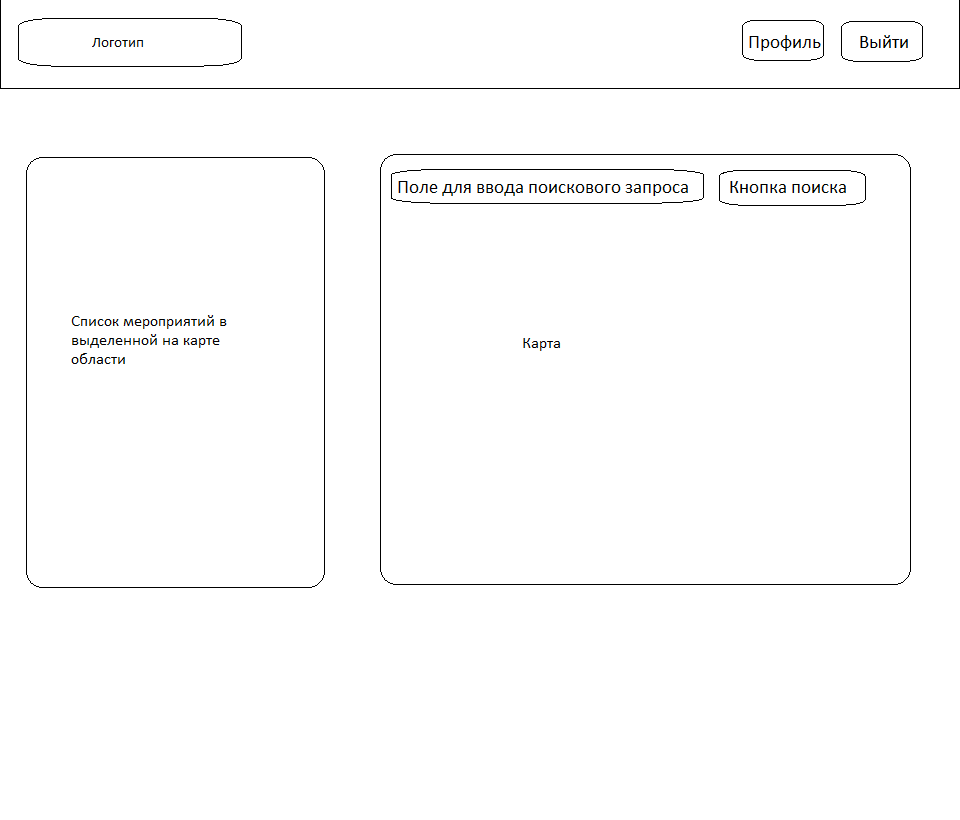 Логотип
Профиль
Выйти
Поле для ввода поискового запроса
Кнопка поиска
Список мероприятий в
выделенной на карте
области
Карта